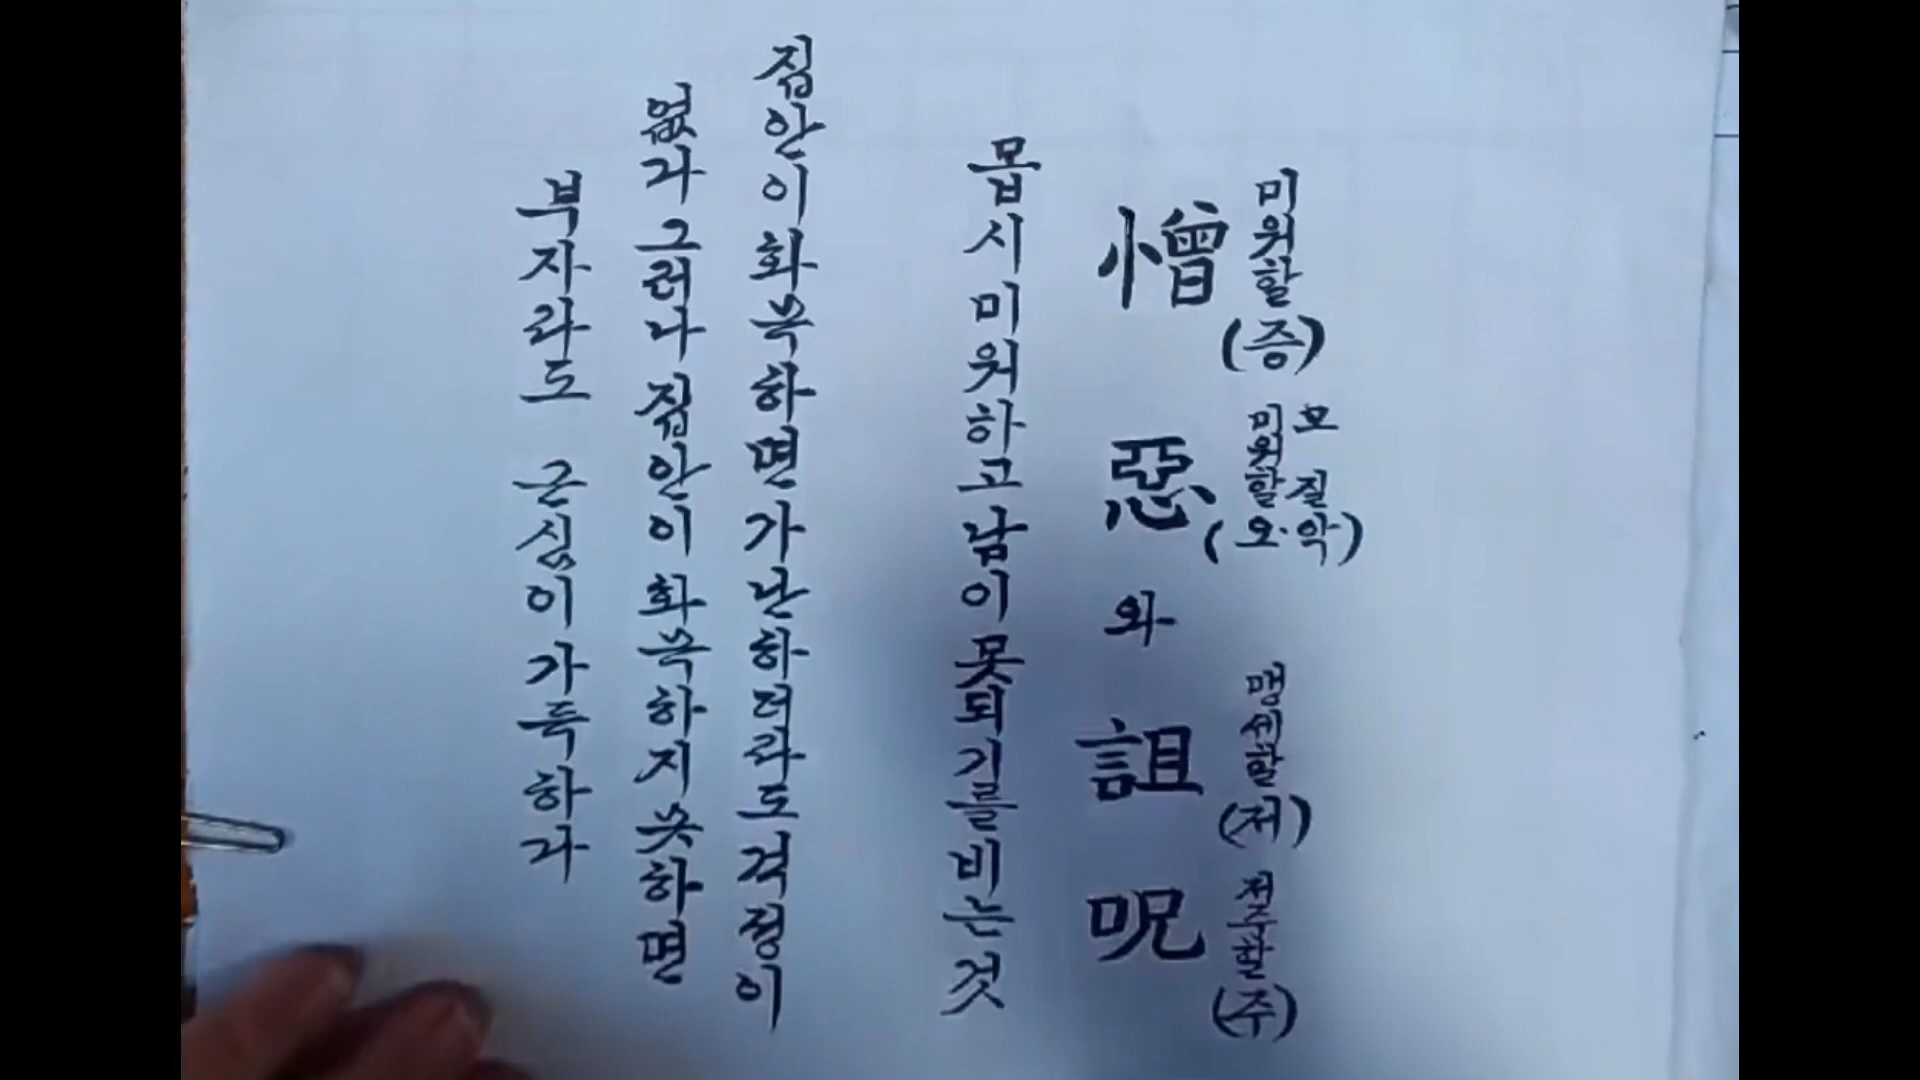 미워할
(증)
모질
미워할
(오·악)
맹세할
(저)
저주할
(주)
憎惡와 詛呪
몹시 미워하고 남이 못되기를 비는 것
집안이 화목하면 가난하더라도 걱정이
없다 그러나 집안이 화목하지 못하면
부자라도 근심이 가득하다